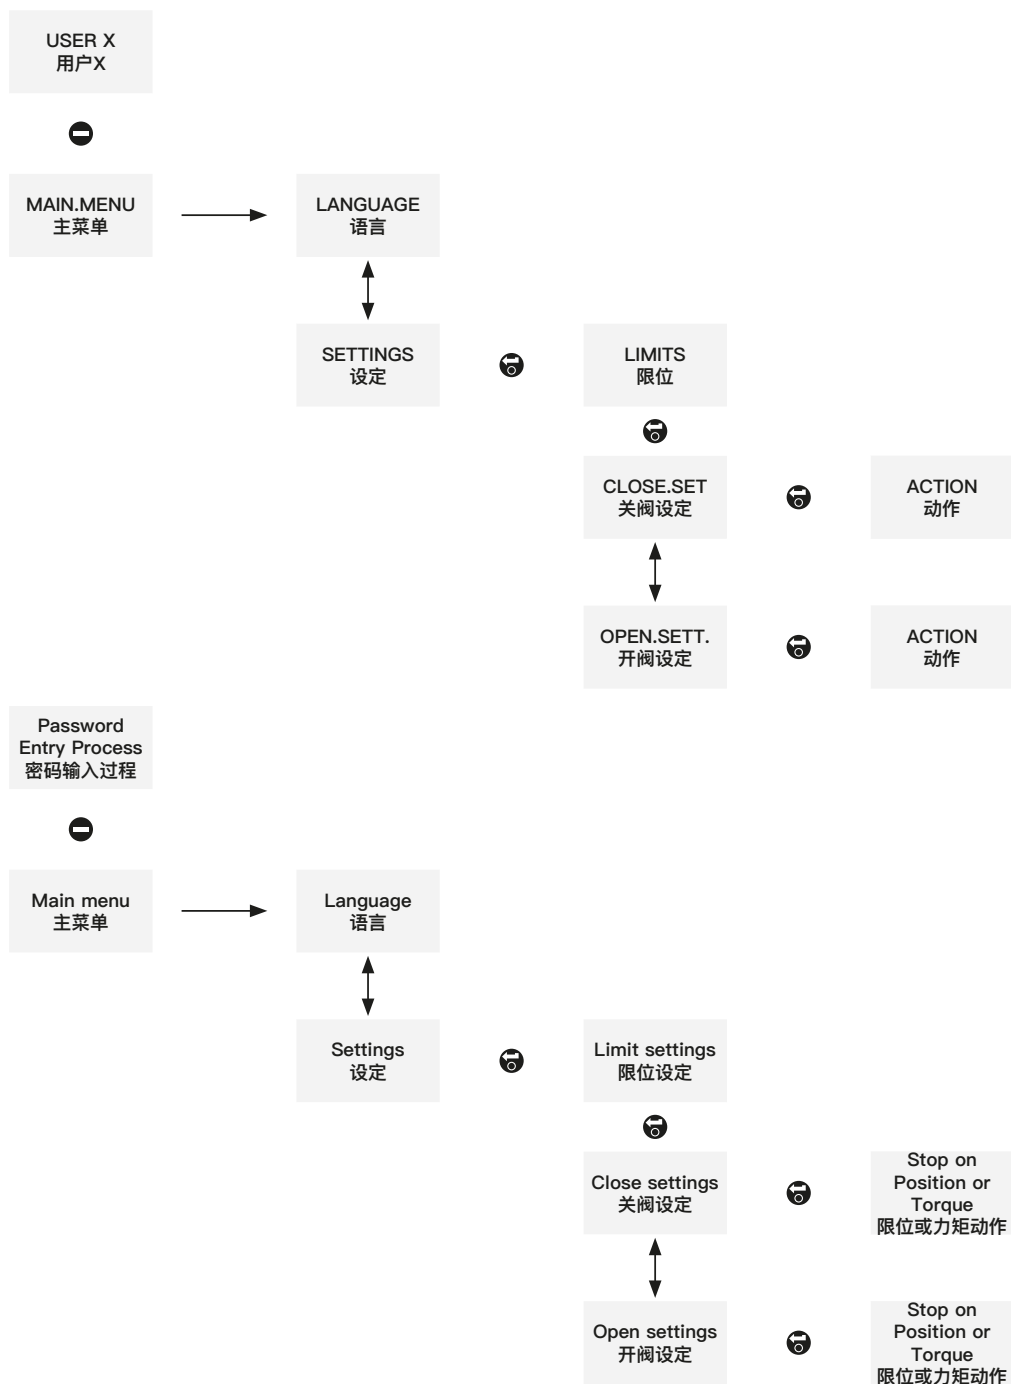 USER X
用户X
MAIN.MENU
主菜单
LANGUAGE
语言
SETTINGS
设定
LIMITS
限位
CLOSE.SET
关阀设定
ACTION
动作
OPEN.SETT.
开阀设定
ACTION
动作
Password
Entry Process
密码输入过程
Main menu
主菜单
Language
语言
Settings
设定
Limit settings
限位设定
Close settings
关阀设定
Stop on
Position or
Torque
限位或力矩动作
Open settings
开阀设定
Stop on
Position or
Torque
限位或力矩动作